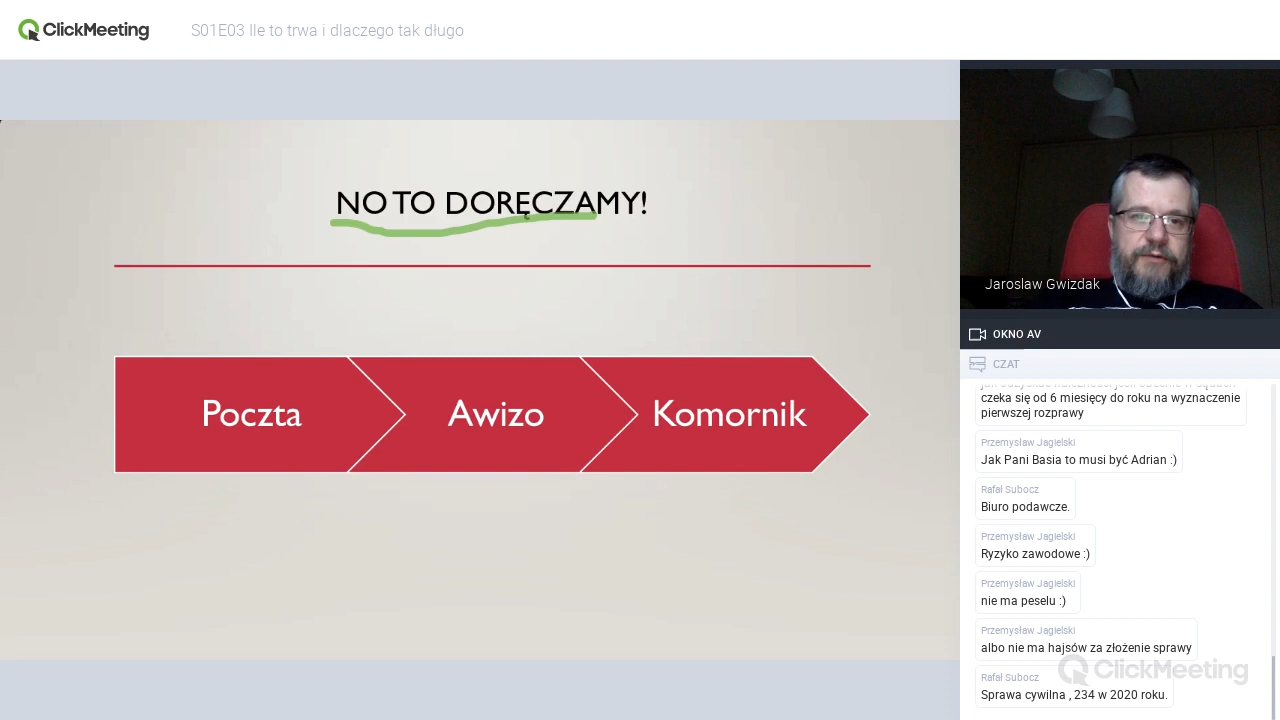 ClickMeeting
S01E03 Ile to trwa i dlaczego tak długo
NO TO DORĘCZAMY!
Poczta
Awizo
Komornik
Jaroslaw Gwizdak
OKNO AV
CZAT
czeka się od 6 miesięcy do roku na wyznaczenie
pierwszej rozprawy
Przemysław Jagielski
Jak Pani Basia to musi być Adrian :)
Rafał Subocz
Biuro podawcze.
Przemysław Jagielski
Ryzyko zawodowe :)
Przemysław Jagielski
nie ma peselu :)
Przemysław Jagielski
albo nie ma hajsów za złożenie sprawy
Rafał Subocz
Sprawa cywilna , 234 w 2020 roku.
ClickMeeting